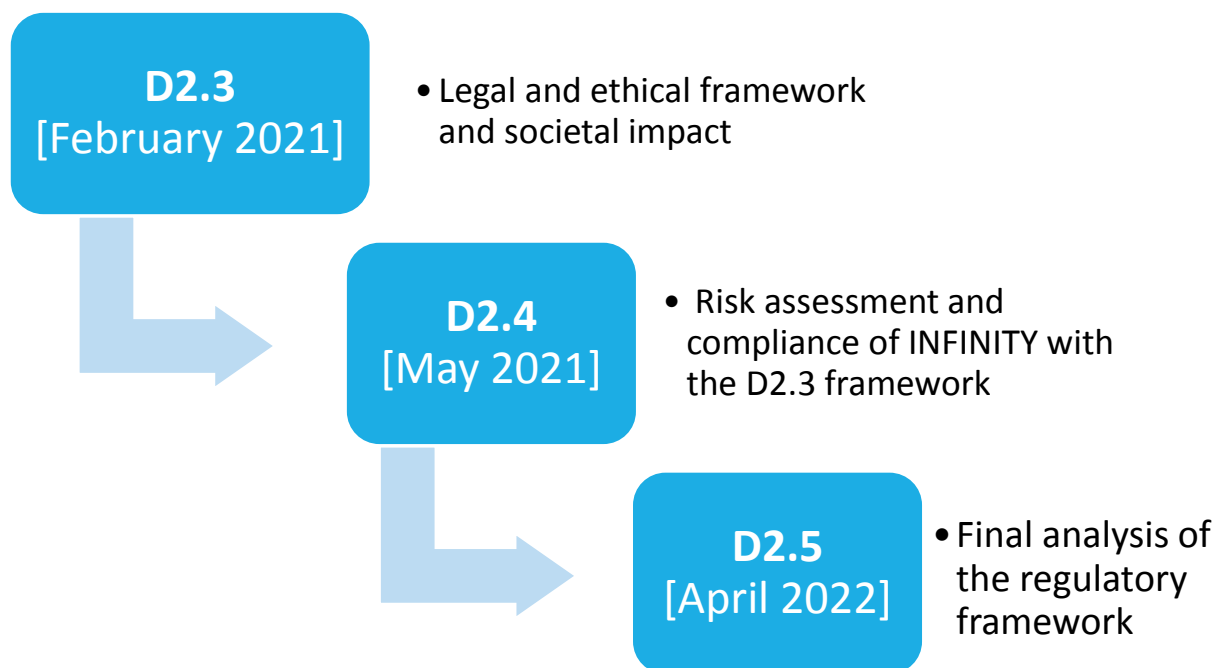 D2.3
[February 2021]
• Legal and ethical framework
and societal impact
D2.4
[May 2021]
• Risk assessment and
compliance of INFINITY with
the D2.3 framework
D2.5
[April 2022]
• Final analysis of
the regulatory
framework